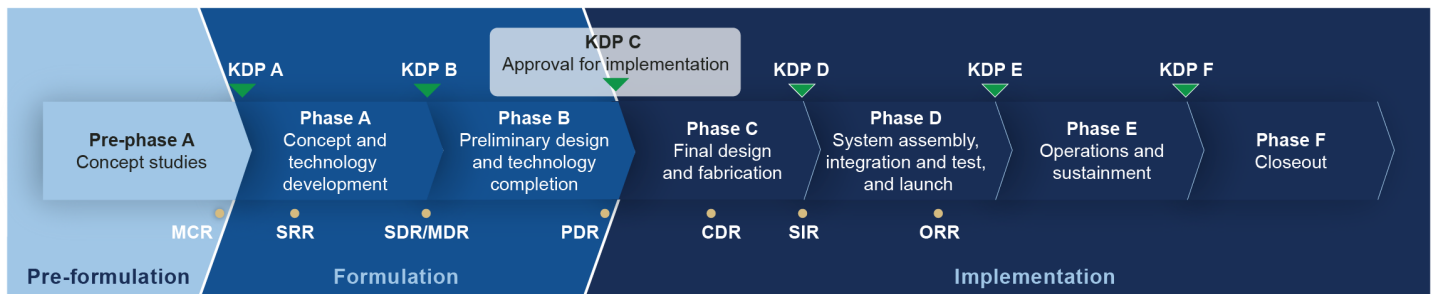 KDP C
Approval for implementation
KDP A
KDP B
KDP D
KDP E
KDP F
Pre-phase A
Concept studies
Phase A
Concept and
technology
development
Phase B
Preliminary design
and technology
completion
Phase C
Final design
and fabrication
Phase D
System assembly,
integration and test,
and launch
Phase E
Operations and
sustainment
Phase F
Closeout
MCR
SRR
SDR/MDR
PDR
CDR
SIR
ORR
Pre-formulation
Formulation
Implementation